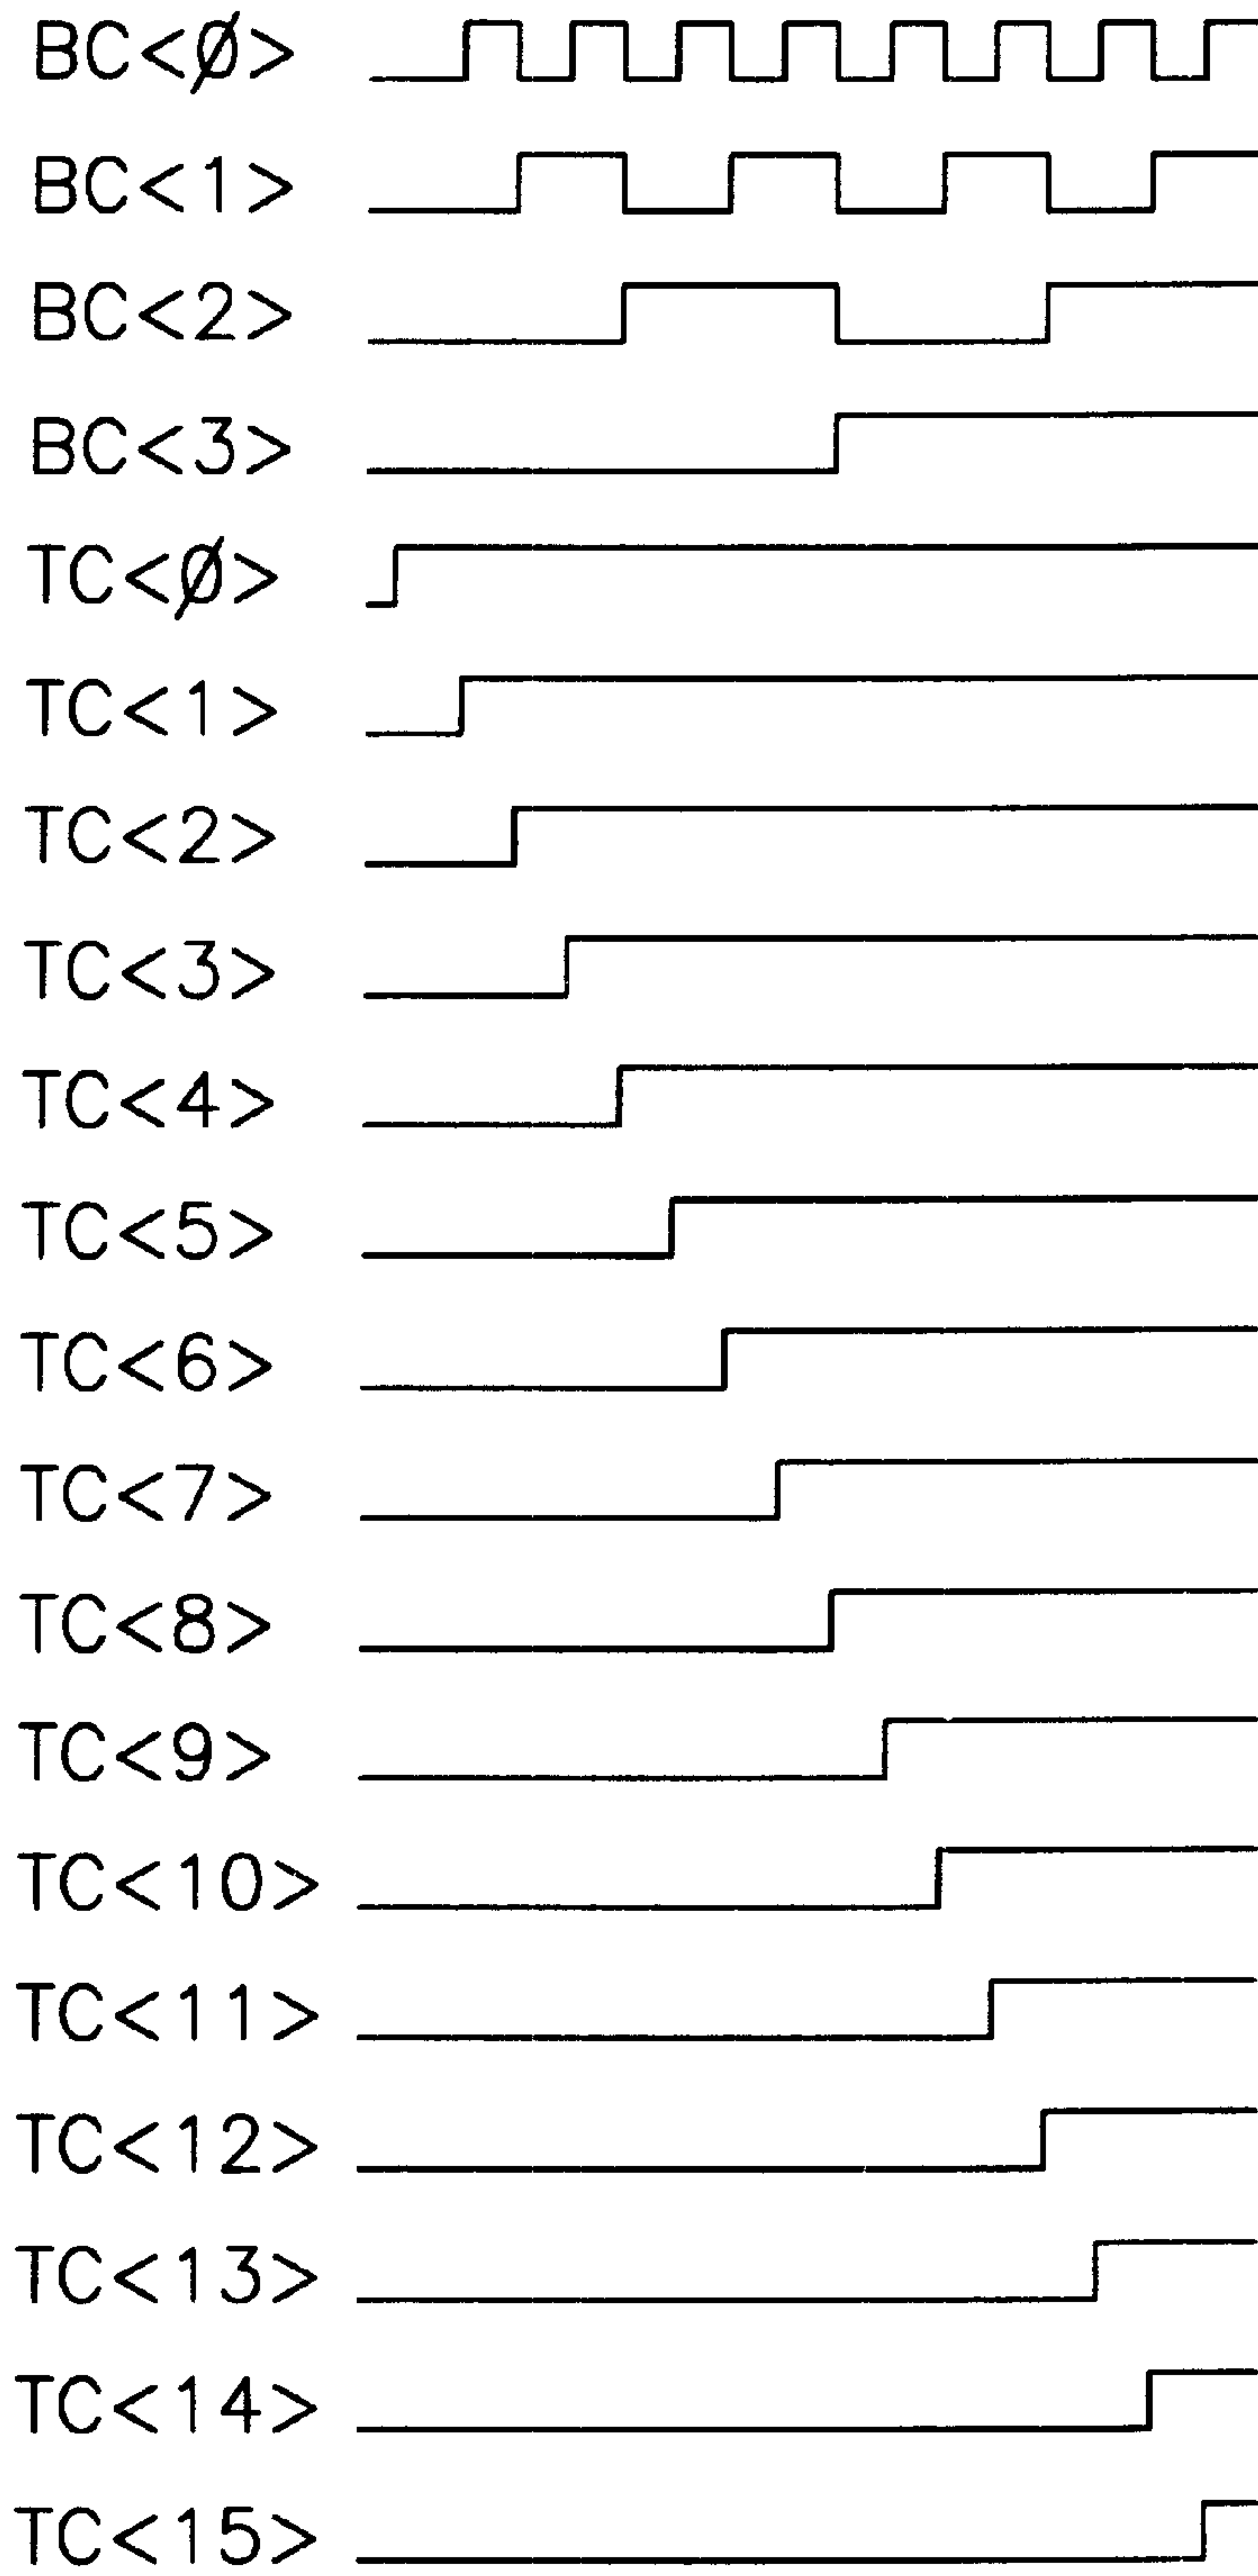 BC<Ø>
BC<1>
BC<2>
BC<3>
TC<Ø>
TC<1>
TC<2>
TC<3>
TC<4>
TC<5>
TC<6>
TC<7>
TC<8>
TC<9>
TC<10>
TC<11>
TC<12>
TC<13>
TC<14>
TC<15>